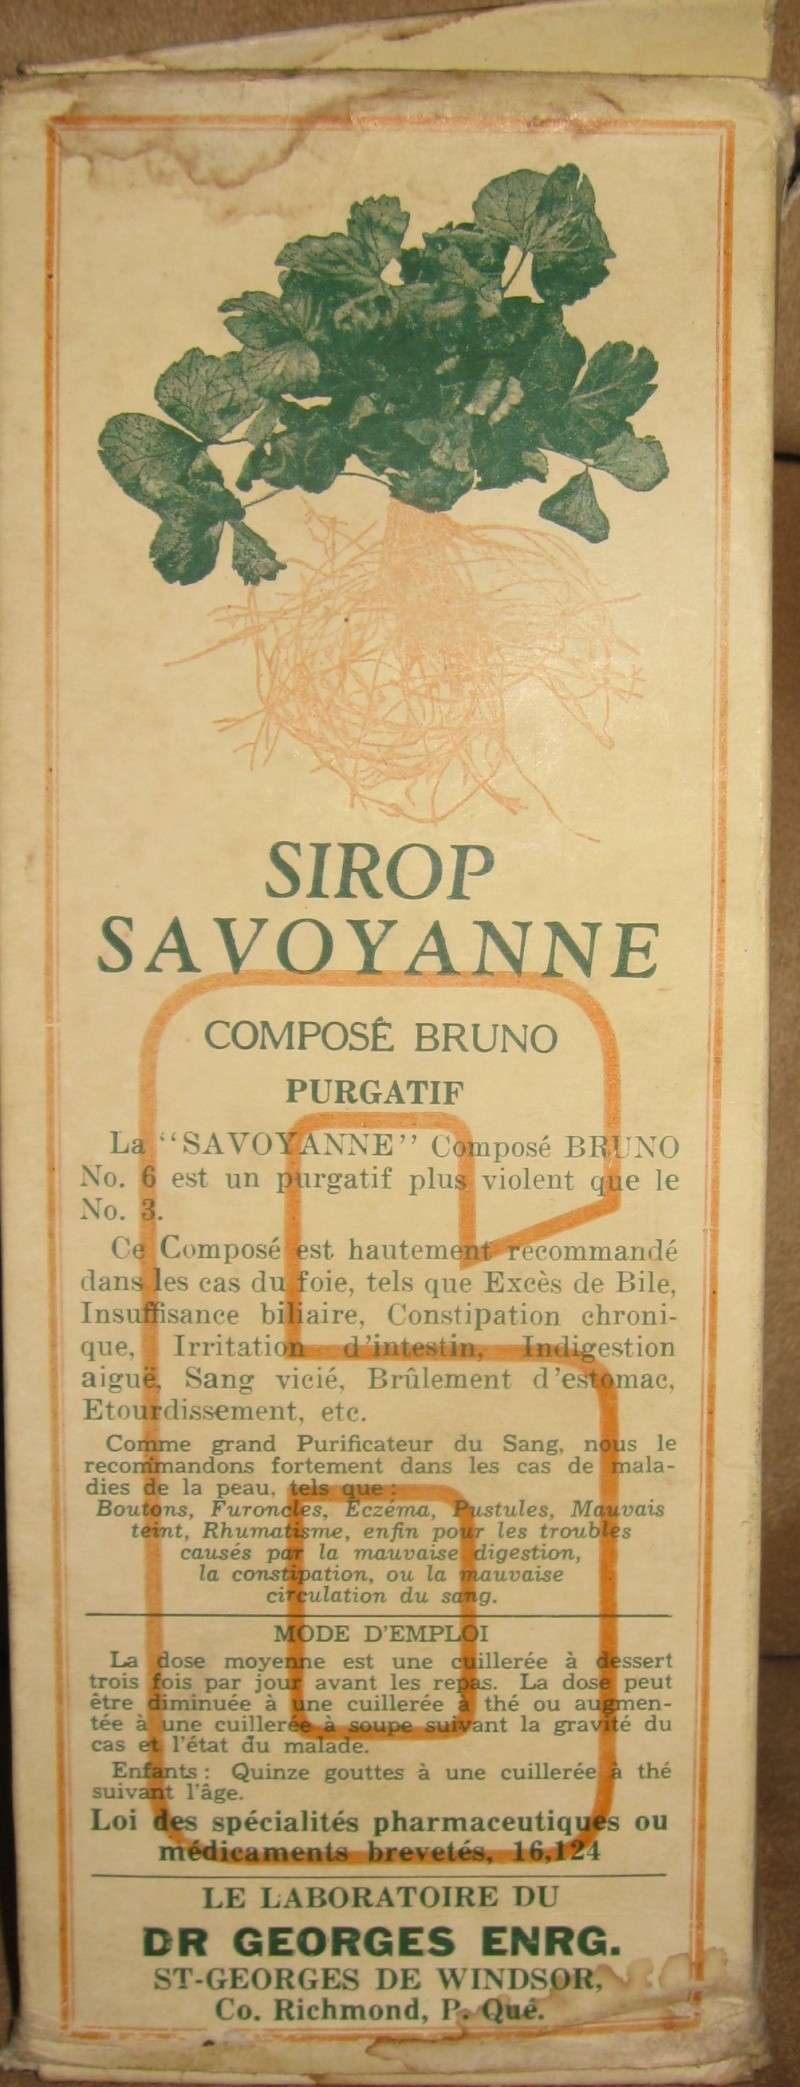 SIROP
SAVOYANNE
COMPOSÊ BRUNO
PURGATIF
La "SAVOYANNE" Composé BRUNO
No. 6 est un purgatif plus violent que le
No. 3.
Ce Composé est hautement recommandé
dans les cas du foie, tels que Excès de Bile,
Insuffisance biliaire, Constipation chroni-
que, Irritation d'intestin, Indigestion
aiguë, Sang vicié, Brûlement d'estomac,
Etourdissement, etc.
Comme grand Purificateur du Sang, nous le
recommandons fortement dans les cas de mala-
dies de la peau, tels que :
Boutons, Furoncles, Eczéma, Pustules, Mauvais
teint, Rhumatisme, enfin pour les troubles
causés par la mauvaise digestion,
la constipation, ou la mauvaise
circulation du sang.
MODE D'EMPLOI
La dose moyenne est une cuillerée à dessert
trois fois par jour avant les repas. La dose peut
être diminuée à une cuillerée à thé ou augmen-
tée à une cuillerée à soupe suivant la gravité du
cas et l'état du malade.
Enfants : Quinze gouttes à une cuillerée à thé
suivant l'âge.
Loi des spécialités pharmaceutiques ou
médicaments brevetés, 16,124
LE LABORATOIRE DU
DR GEORGES ENRG.
ST-GEORGES DE WINDSOR,
Co. Richmond, P. Qué.
6